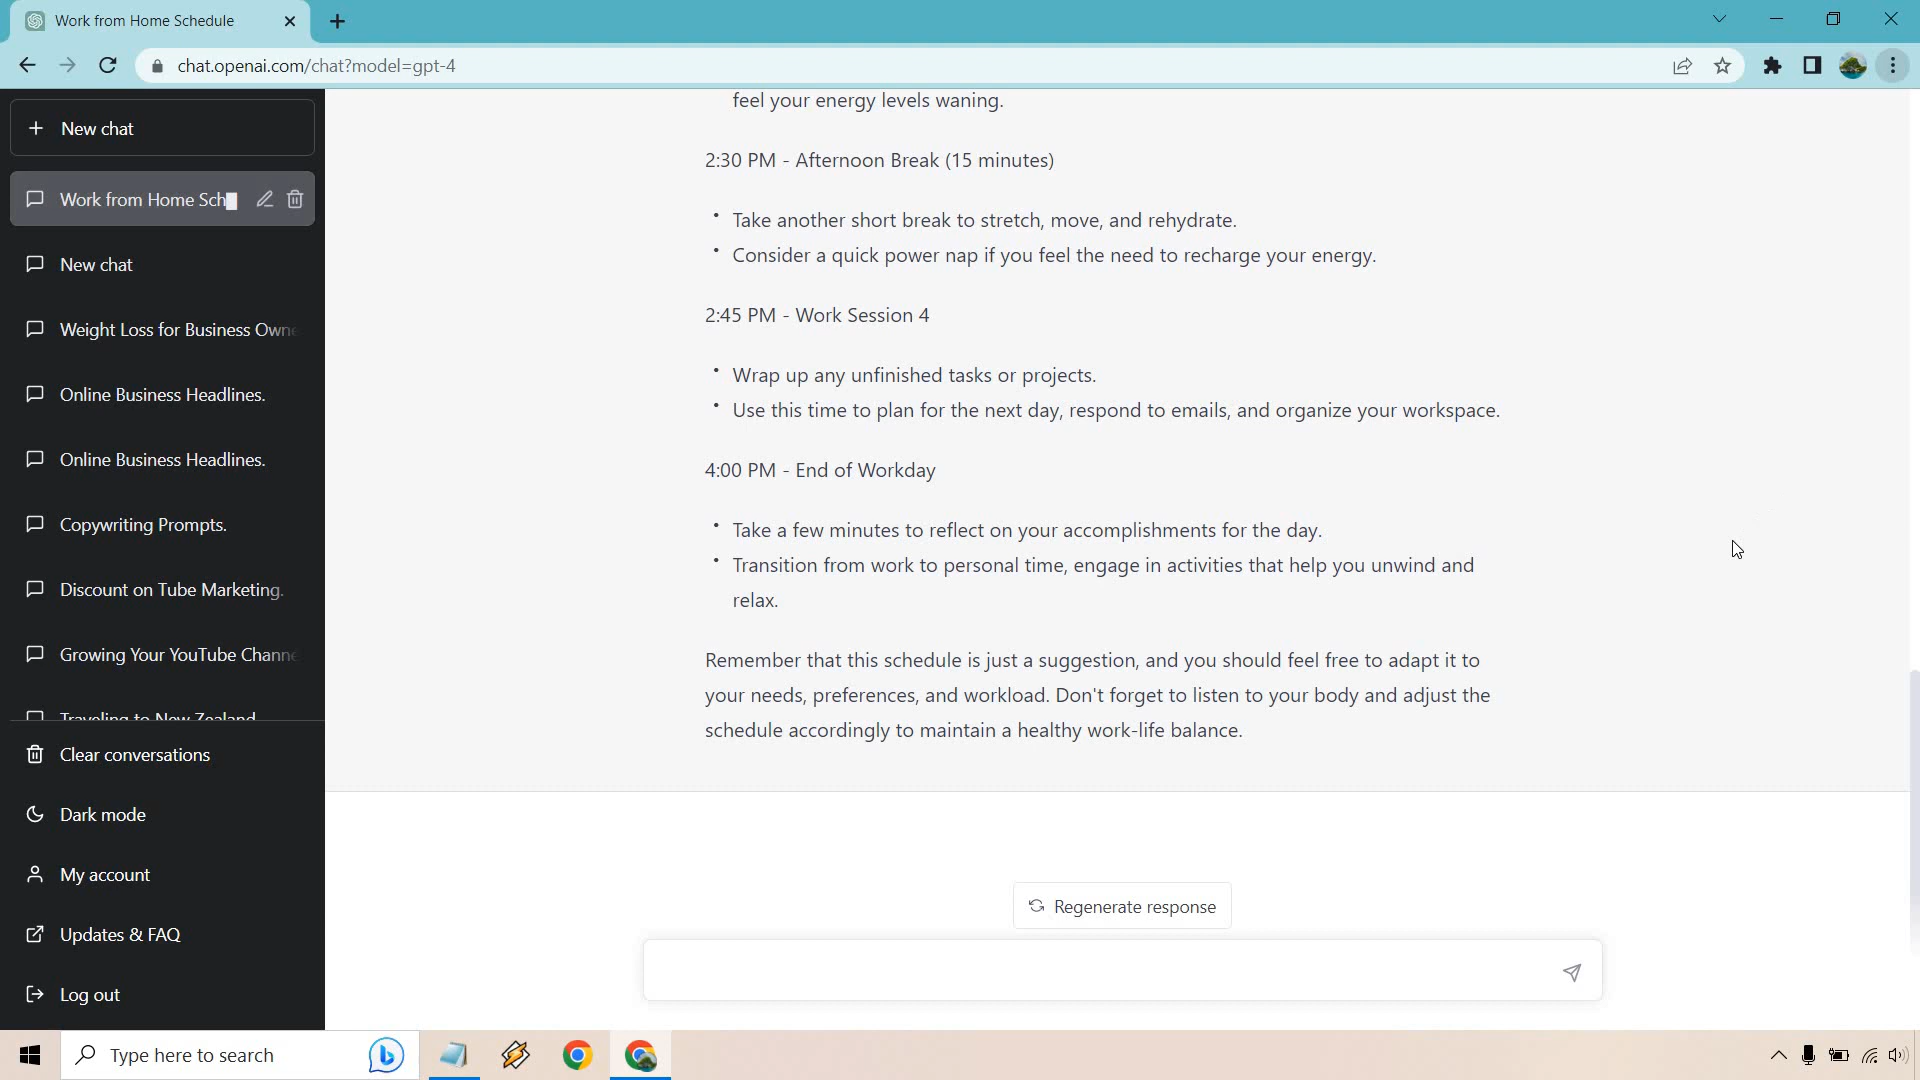 Work from Home Schedule
chat.openai.com/chat?model=gpt-4
New chat
Work from Home Sch
New chat
Weight Loss for Business Owne
Online Business Headlines.
Online Business Headlines.
Copywriting Prompts.
Discount on Tube Marketing.
Growing Your YouTube Channe
Traveling to New Zealand
Clear conversations
Dark mode
My account
Updates & FAQ
Log out
feel your energy levels waning.
2:30 PM - Afternoon Break (15 minutes)
• Take another short break to stretch, move, and rehydrate.
• Consider a quick power nap if you feel the need to recharge your energy.
2:45 PM - Work Session 4
• Wrap up any unfinished tasks or projects.
• Use this time to plan for the next day, respond to emails, and organize your workspace.
4:00 PM - End of Workday
• Take a few minutes to reflect on your accomplishments for the day.
• Transition from work to personal time, engage in activities that help you unwind and
relax.
Remember that this schedule is just a suggestion, and you should feel free to adapt it to
your needs, preferences, and workload. Don't forget to listen to your body and adjust the
schedule accordingly to maintain a healthy work-life balance.
Regenerate response
Type here to search